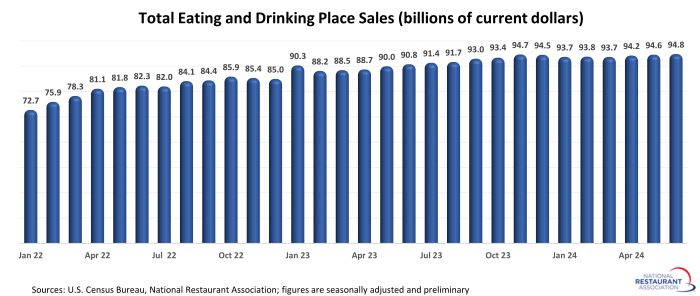 Total Eating and Drinking Place Sales (billions of current dollars)
72.7 75.9 78.3 81.1 81.8 82.3 82.0 84.1 84.4 85.9 85.4 85.0 90.3 88.2 88.5 88.7 90.0 90.8 91.4 91.7 93.0 93.4 94.7 94.5 93.7 93.8 93.7 94.2 94.6 94.8
Jan 22 Apr 22 Jul 22 Oct 22 Jan 23 Apr 23 Jul 23 Oct 23 Jan 24 Apr 24
Sources: U.S. Census Bureau, National Restaurant Association; figures are seasonally adjusted and preliminary
NATIONAL
RESTAURANT
ASSOCIATION